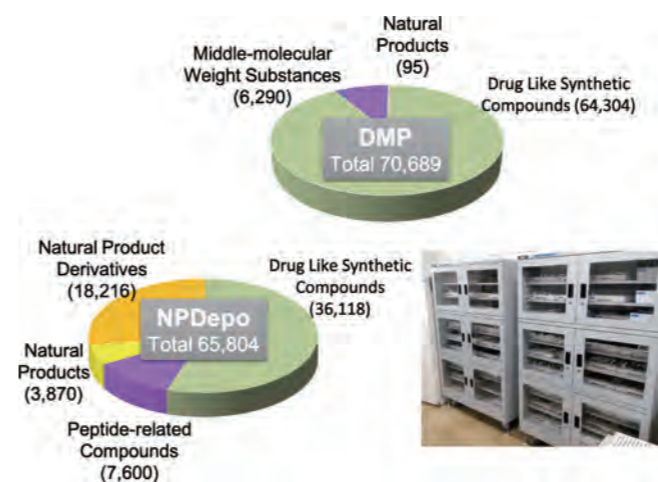 Natural
Products
(95)
Middle-molecular
Weight Substances
(6,290)
Drug Like Synthetic
Compounds (64,304)
DMP
Total 70,689
Natural Product
Derivatives
(18,216)
Drug Like Synthetic
Compounds
(36,118)
NPDepo
Total 65,804
Natural
Products
(3,870)
Peptide-related
Compounds
(7,600)